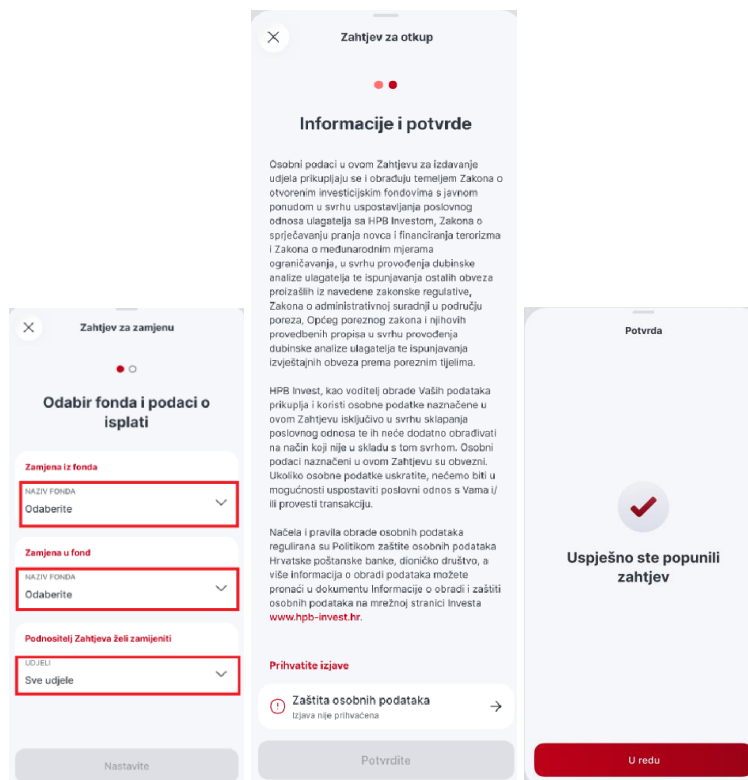 Zahtjev za zamjenu
Odabir fonda i podaci o
isplati
Zamjena iz fonda
NAZIV FONDA
Odaberite
Zamjena u fond
NAZIV FONDA
Odaberite
Podnositelj Zahtjeva želi zamijeniti
UDJELI
Sve udjele
Nastavite
Zahtjev za otkup
Informacije i potvrde
Osobni podaci u ovom Zahtjevu za izdavanje
udjela prikupljaju se i obrađuju temeljem Zakona o
otvorenim investicijskim fondovima s javnom
ponudom u svrhu uspostavljanja poslovnog
odnosa ulagatelja sa HPB Investom, Zakona o
sprječavanju pranja novca i financiranja terorizma
i Zakona o međunarodnim mjerama
ograničavanja, u svrhu provođenja dubinske
analize ulagatelja te ispunjavanja ostalih obveza
proizašlih iz navedene zakonske regulative,
Zakona o administrativnoj suradnji u području
poreza, Općeg poreznog zakona i njihovih
provedbenih propisa u svrhu provođenja
dubinske analize ulagatelja te ispunjavanja
izvještajnih obveza prema poreznim tijelima.
HPB Invest, kao voditelj obrade Vaših podataka
prikuplja i koristi osobne podatke naznačene u
ovom Zahtjevu isključivo u svrhu sklapanja
poslovnog odnosa te ih neće dodatno obrađivati
na način koji nije u skladu s tom svrhom. Osobni
podaci naznačeni u ovom Zahtjevu su obvezni.
Ukoliko osobne podatke uskratite, nećemo biti u
mogućnosti uspostaviti poslovni odnos s Vama i/
ili provesti transakciju.
Načela i pravila obrade osobnih podataka
regulirana su Politikom zaštite osobnih podataka
Hrvatske poštanske banke, dioničko društvo, a
više informacija o obradi podataka možete
pronaći u dokumentu Informacije o obradi i zaštiti
osobnih podataka na mrežnoj stranici Investa
www.hpb-invest.hr.
Prihvatite izjave
Zaštita osobnih podataka
Izjava nije prihvaćena
Potvrdite
Potvrda
Uspješno ste popunili
zahtjev
U redu